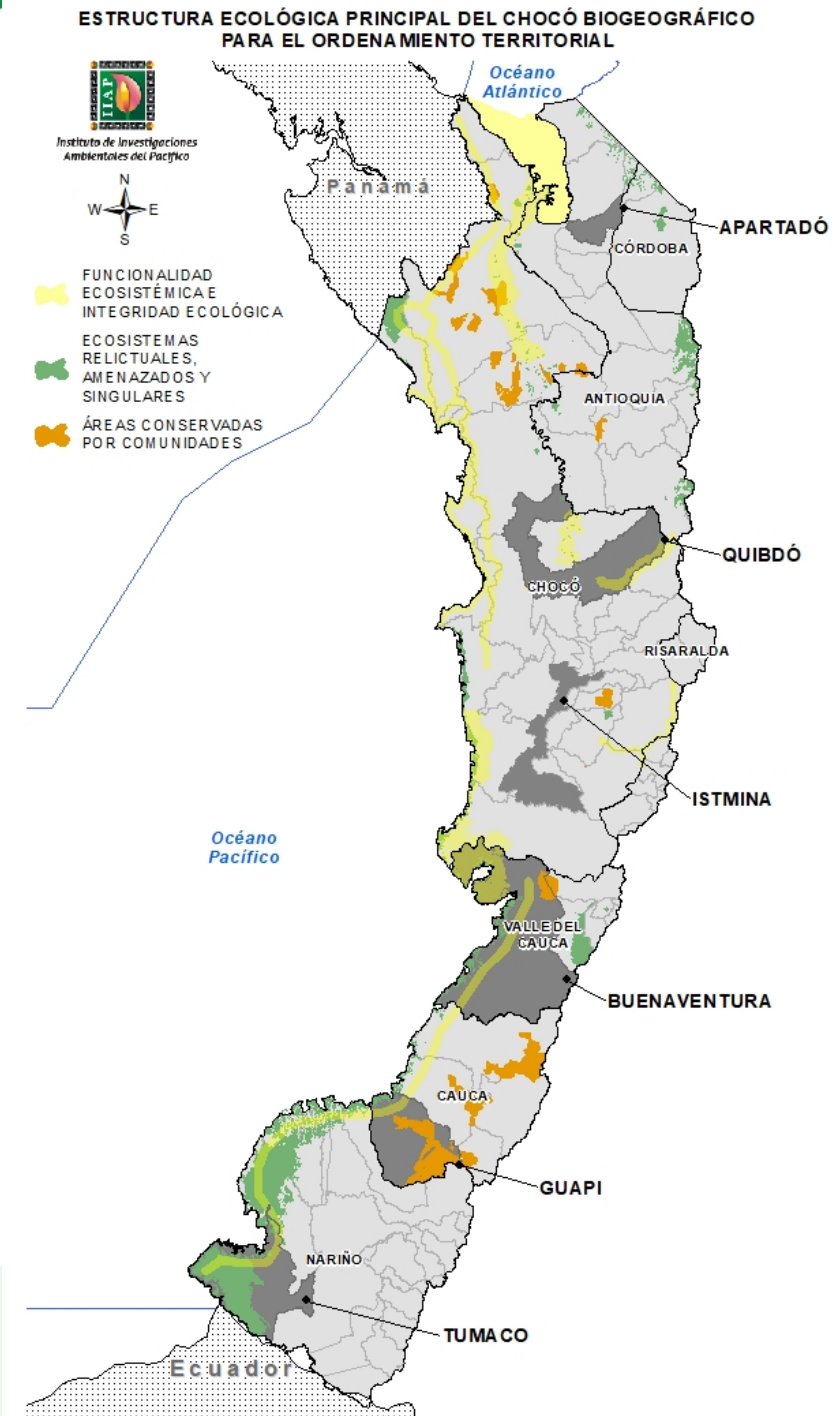 ESTRUCTURA ECOLÓGICA PRINCIPAL DEL CHOCÓ BIOGEOGRÁFICO
PARA EL ORDENAMIENTO TERRITORIAL
IIAP
Instituto de Investigaciones
Ambientales del Pacífico
N
W
E
S
FUNCIONALIDAD
ECOSISTÉMICA E
INTEGRIDAD ECOLÓGICA
ECOSISTEMAS
RELICTUALES,
AMENAZADOS Y
SINGULARES
ÁREAS CONSERVADAS
POR COMUNIDADES
Océano
Atlántico
Panamá
APARTADÓ
CÓRDOBA
ANTIOQUIA
QUIBDÓ
CHOCÓ
RISARALDA
ISTMINA
Océano
Pacífico
VALLE DEL
CAUCA
BUENAVENTURA
CAUCA
GUAPI
NARIÑO
TUMACO
Ecuador